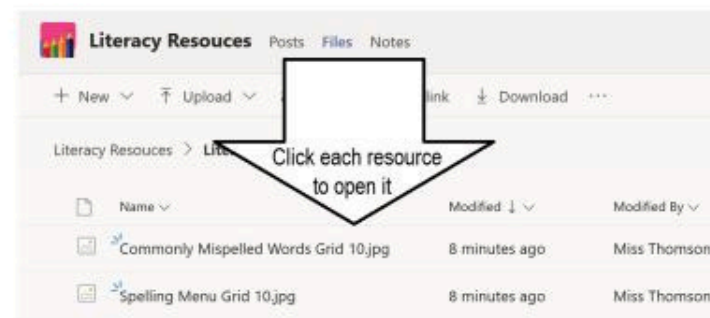 Literacy Resouces Posts Files Notes
+ New Upload link Download ...
Literacy Resouces >
Click each resource
to open it
Name Modified ↓ Modified By
Commonly Mispelled Words Grid 10.jpg 8 minutes ago Miss Thomson
Spelling Menu Grid 10.jpg 8 minutes ago Miss Thomson